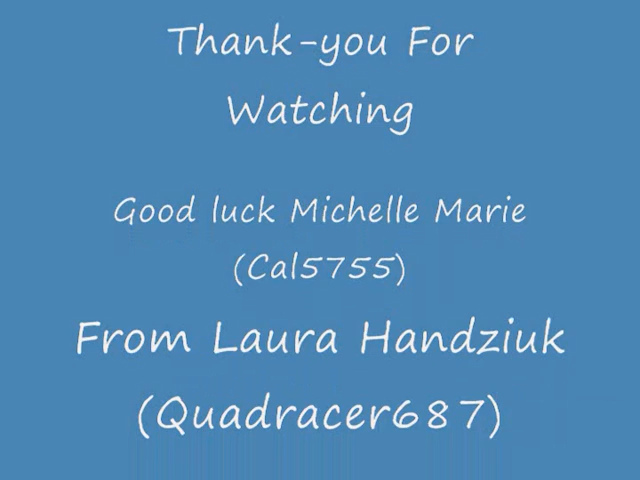 Thank-you For
Watching
Good luck Michelle Marie
(Cal5755)
From Laura Handziuk
(Quadracer687)